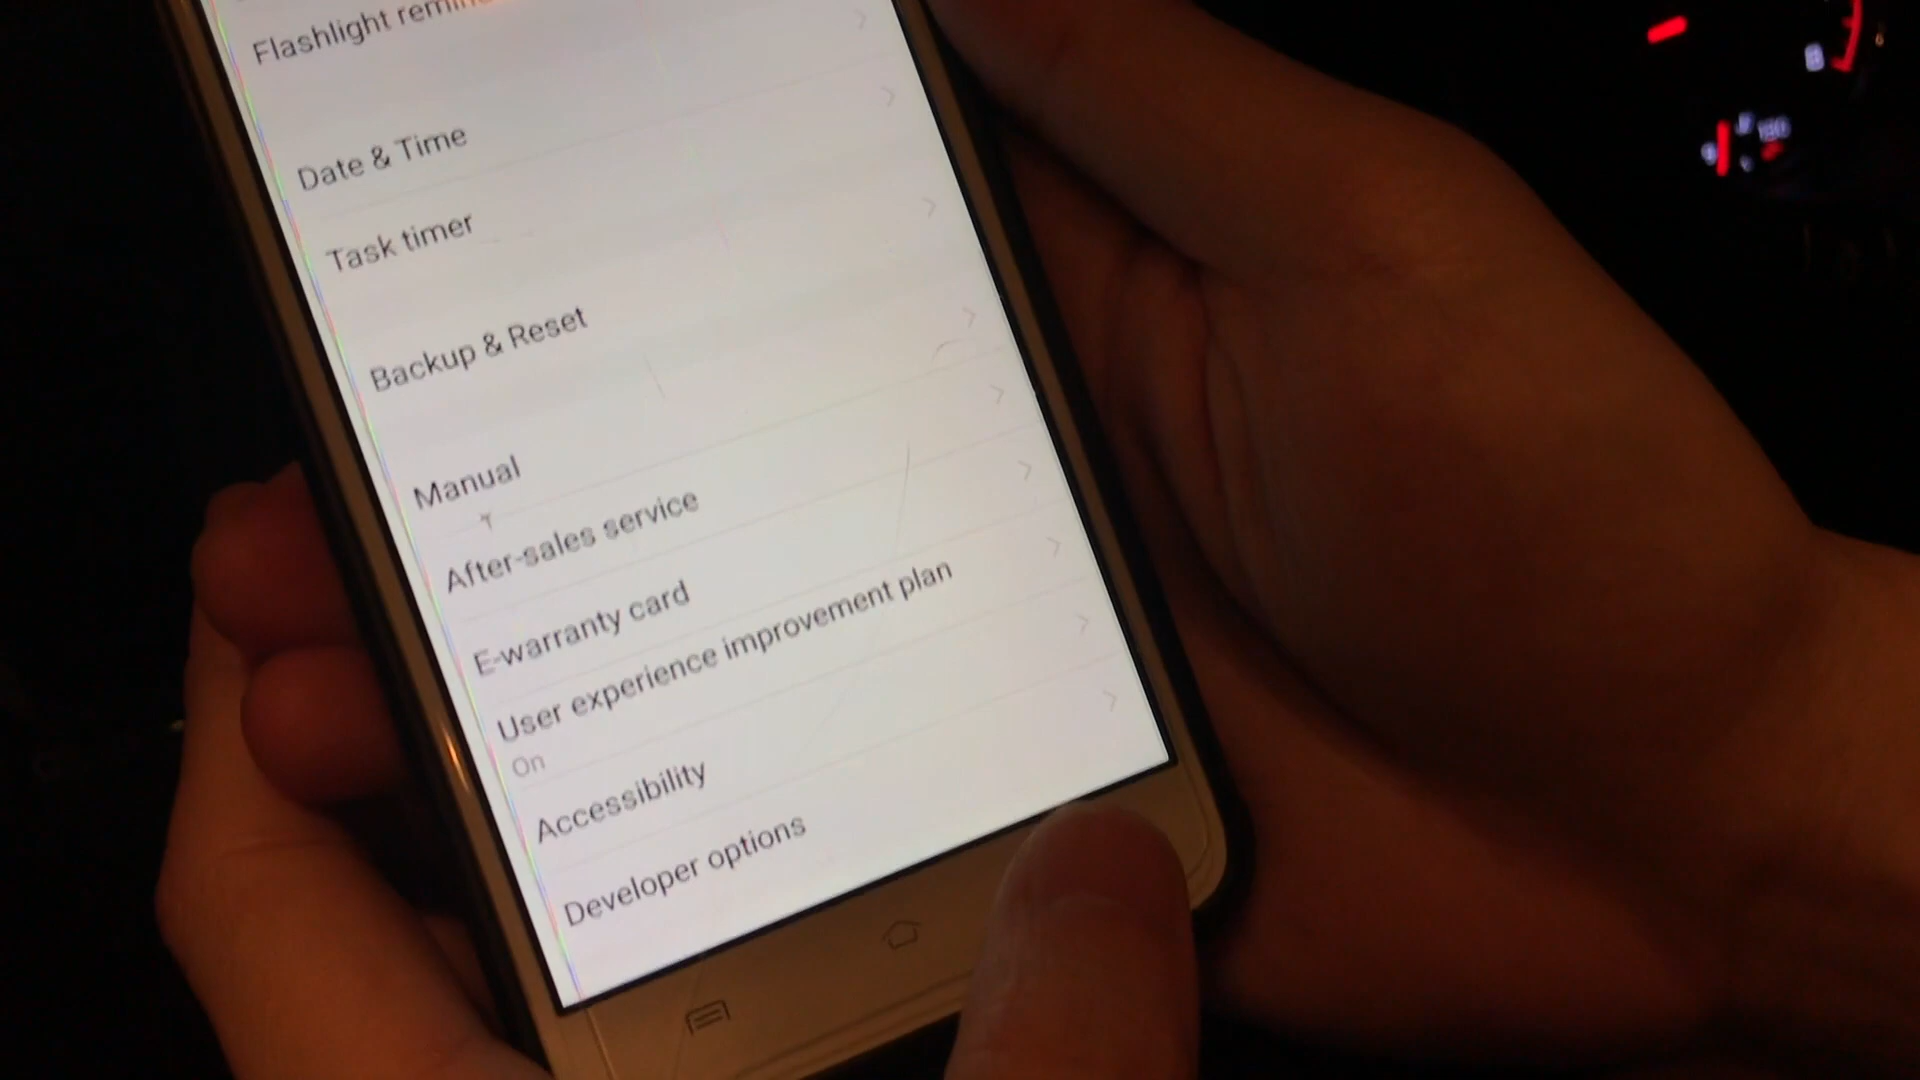 Flashlight
Date & Time
Task timer
Backup & Reset
Manual
After-sales service
E-warranty card
User experience improvement plan
On
Accessibility
Developer options